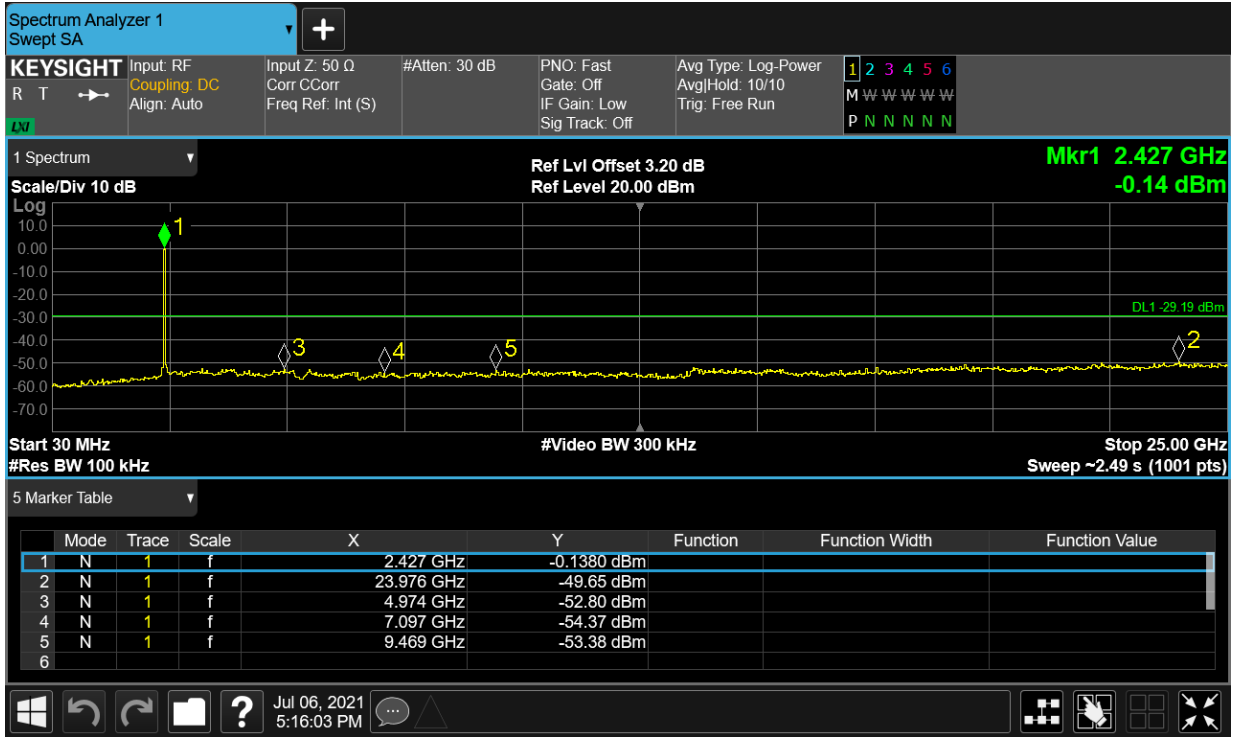 Spectrum Analyzer 1
Swept SA
KEYSIGHT
R T
LXI
Input: RF
Coupling: DC
Align: Auto
Input Z: 50 Ω
Corr CCorr
Freq Ref: Int (S)
#Atten: 30 dB
PNO: Fast
Gate: Off
IF Gain: Low
Sig Track: Off
Avg Type: Log-Power
Avg|Hold: 10/10
Trig: Free Run
1 2 3 4 5 6
M W W W W W
P N N N N N
1 Spectrum
Scale/Div 10 dB
Ref Lvl Offset 3.20 dB
Ref Level 20.00 dBm
Mkr1 2.427 GHz
-0.14 dBm
Log
10.0
0.00
-10.0
-20.0
-30.0
-40.0
-50.0
-60.0
-70.0
1
DL1 -29.19 dBm
3
4
5
2
Start 30 MHz
#Video BW 300 kHz
Stop 25.00 GHz
#Res BW 100 kHz
Sweep ~2.49 s (1001 pts)
5 Marker Table
Mode Trace Scale X Y Function Function Width Function Value
1 N 1 f 2.427 GHz -0.1380 dBm
2 N 1 f 23.976 GHz -49.65 dBm
3 N 1 f 4.974 GHz -52.80 dBm
4 N 1 f 7.097 GHz -54.37 dBm
5 N 1 f 9.469 GHz -53.38 dBm
6
?
Jul 06, 2021
5:16:03 PM